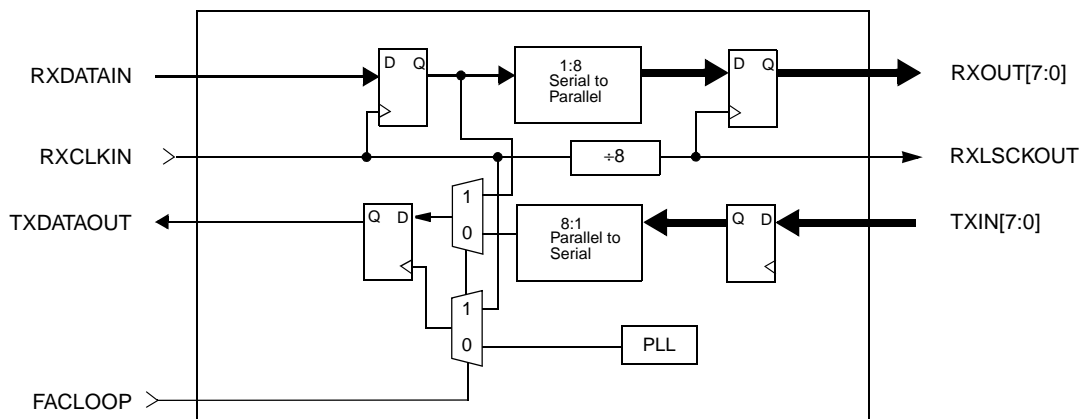 RXDATAIN
D Q
1:8
Serial to
Parallel
D Q
RXOUT[7:0]
RXCLKIN
÷8
RXLSCKOUT
TXDATAOUT
Q D
1
0
8:1
Parallel to
Serial
Q D
TXIN[7:0]
1
0
PLL
FACLOOP